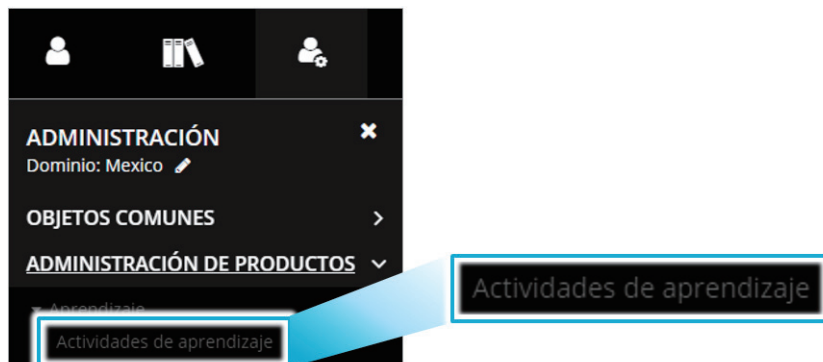 ADMINISTRACIÓN
Dominio: Mexico
OBJETOS COMUNES
ADMINISTRACIÓN DE PRODUCTOS
Aprendizaje
Actividades de aprendizaje
Actividades de aprendizaje